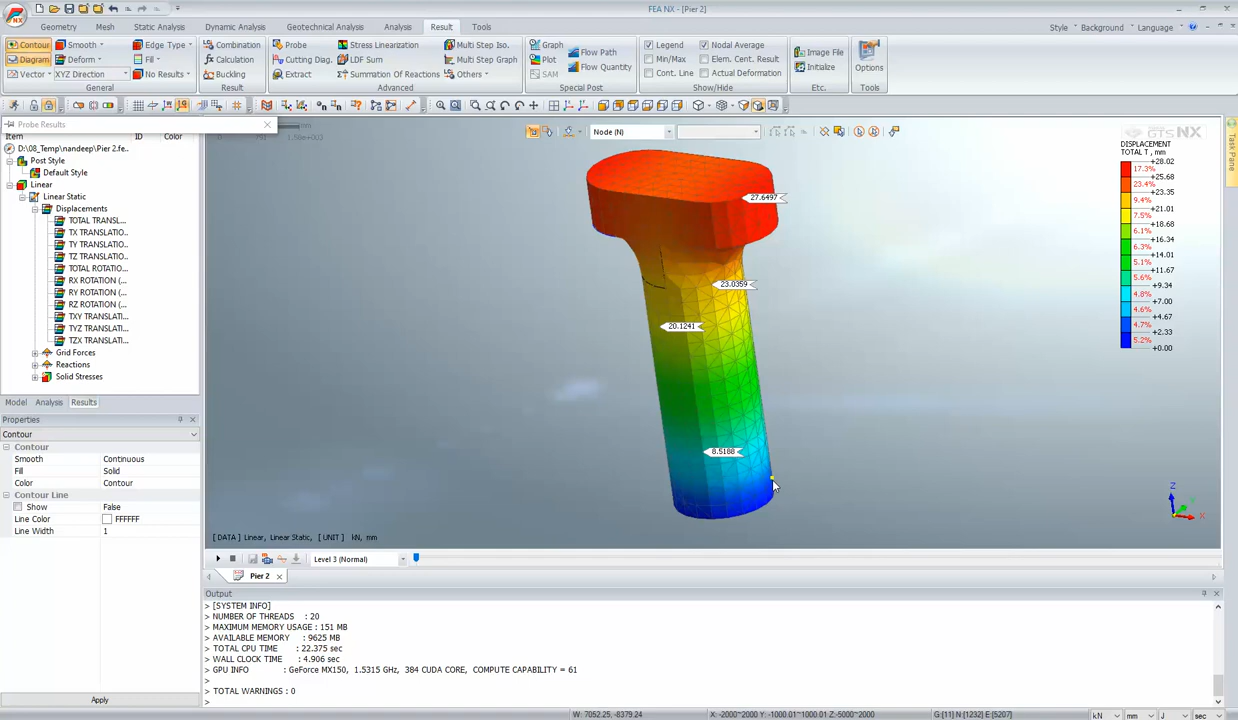 FEA NX - [Pier 2]
Geometry Mesh Static Analysis Dynamic Analysis Geotechnical Analysis Analysis Result Tools
Style Background Language
Contour Smooth Edge Type Combination Probe Stress Linearization Multi Step Iso. Graph Flow Path Legend Nodal Average Image File
Diagram Deform Fill Calculation Cutting Diag. LDF Sum Multi Step Graph Plot Flow Quantity Min/Max Elem. Cent. Result Initialize Options
Vector XYZ Direction No Results Buckling Extract Summation Of Reactions Others SAM Cont. Line Actual Deformation
General Result Advanced Special Post Show/Hide Etc. Tools
Probe Results
Item ID Color
D:\08_Temp\nandeep\Pier 2.fe..
Post Style
Default Style
Linear
Linear Static
Displacements
TOTAL TRANSL...
TX TRANSLATIO..
TY TRANSLATIO..
TZ TRANSLATIO..
TOTAL ROTATIO..
RX ROTATION (...
RY ROTATION (...
RZ ROTATION (...
TXY TRANSLATI..
TYZ TRANSLATI..
TZX TRANSLATI..
Grid Forces
Reactions
Solid Stresses
Model Analysis Results
Properties
Contour
Contour
Smooth Continuous
Fill Solid
Color Contour
Contour Line
Show False
Line Color FFFFFF
Line Width 1
Apply
Node (N)
GTS NX
DISPLACEMENT
TOTAL T , mm
+28.02
17.3%
+25.68
23.4%
+23.35
9.4%
+21.01
7.5%
+18.68
6.1%
+16.34
6.3%
+14.01
5.1%
+11.67
5.6%
+9.34
4.8%
+7.00
4.6%
+4.67
4.7%
+2.33
5.2%
+0.00
27.6497
23.0359
20.1241
8.5188
Z
X
[ DATA ] Linear, Linear Static, [ UNIT ] kN, mm
Level 3 (Normal)
Pier 2
Output
> [SYSTEM INFO]
> NUMBER OF THREADS : 20
> MAXIMUM MEMORY USAGE : 151 MB
> AVAILABLE MEMORY : 9625 MB
> TOTAL CPU TIME : 22.375 sec
> WALL CLOCK TIME : 4.906 sec
> GPU INFO : GeForce MX150, 1.5315 GHz, 384 CUDA CORE, COMPUTE CAPABILITY = 61
>
> TOTAL WARNINGS : 0
>
Task Pane
W: 7052.25, -8379.24 X: -2000~2000 Y: -1000.01~1000.01 Z:-5000~2000 G:[11] N:[1232] E:[5207] kN mm J sec